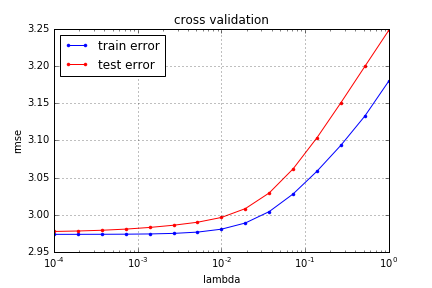 cross validation
train error
test error
rmse
3.25
3.20
3.15
3.10
3.05
3.00
2.95
10^-4
10^-3
10^-2
10^-1
10^0
lambda